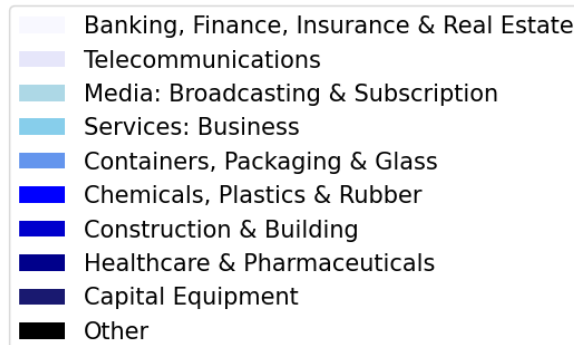 Banking, Finance, Insurance & Real Estate
Telecommunications
Media: Broadcasting & Subscription
Services: Business
Containers, Packaging & Glass
Chemicals, Plastics & Rubber
Construction & Building
Healthcare & Pharmaceuticals
Capital Equipment
Other